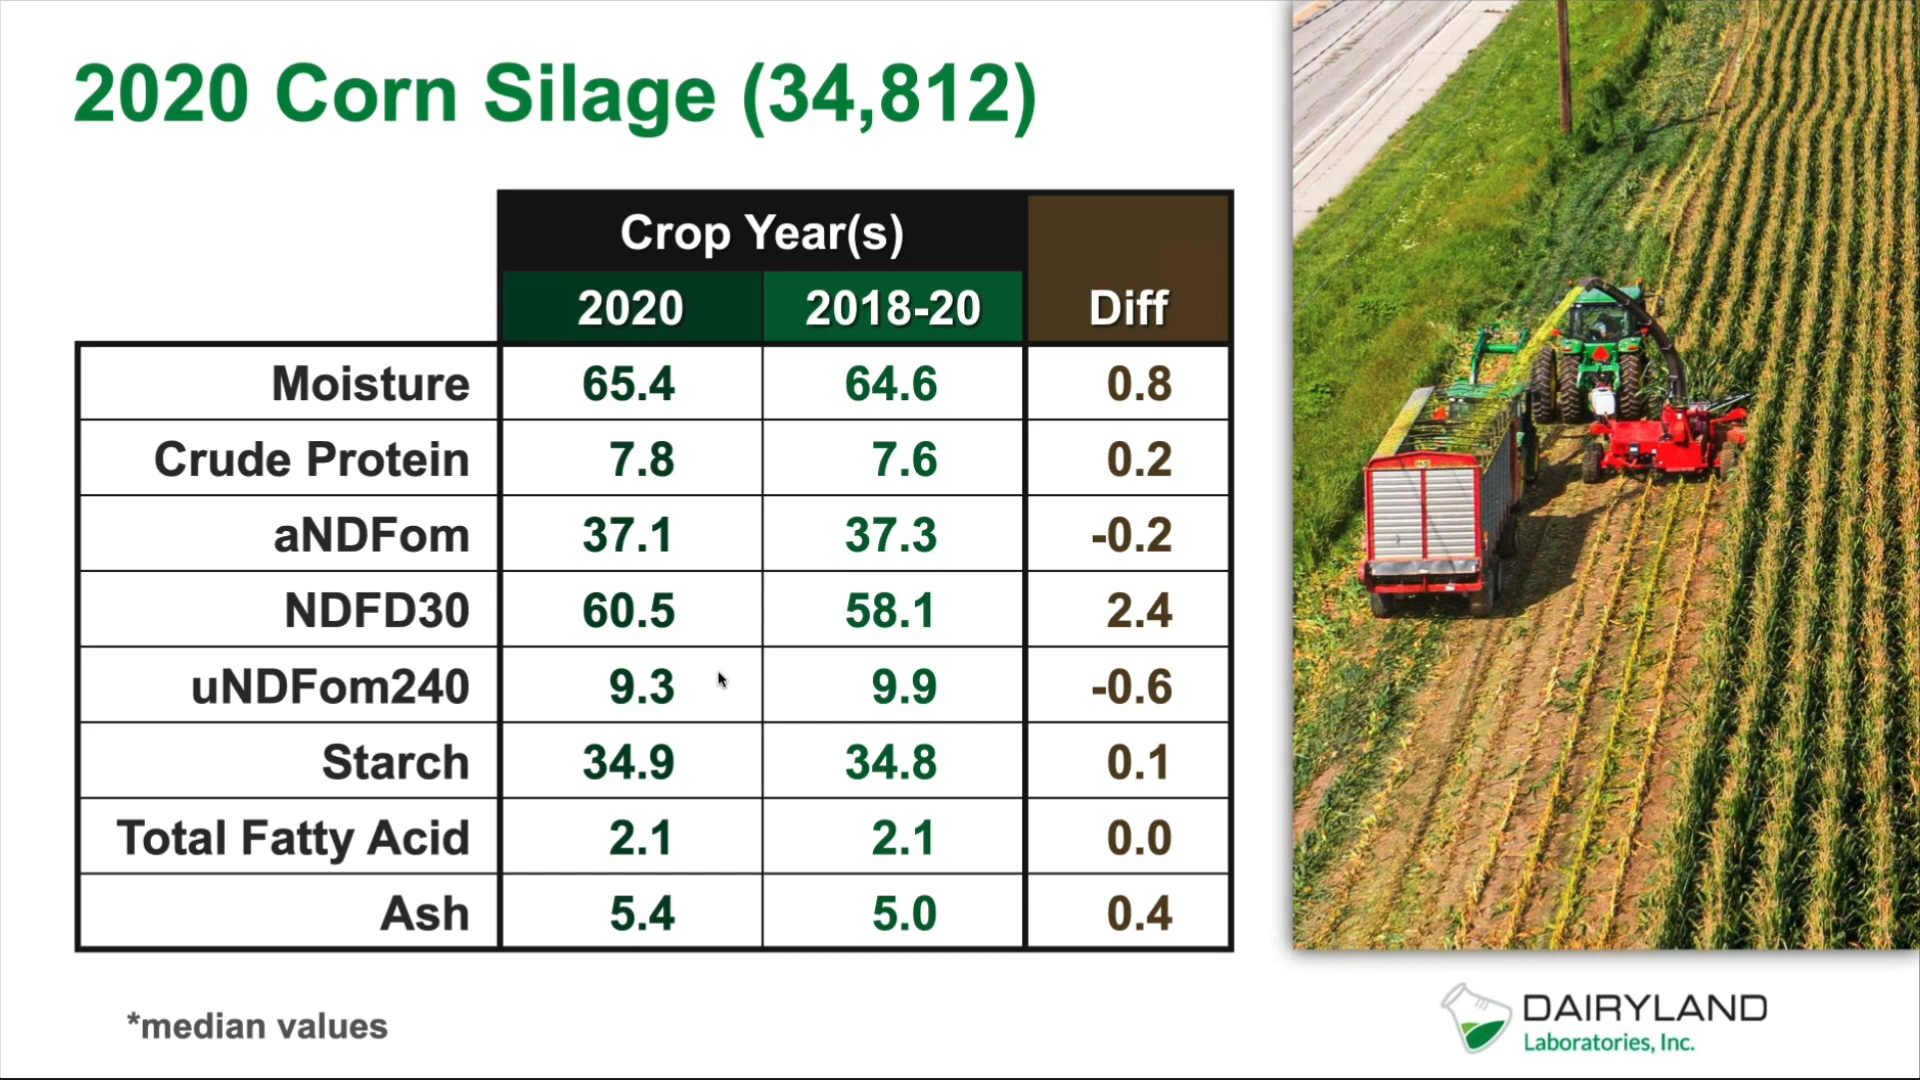 2020 Corn Silage (34,812)
Crop Year(s)
2020 2018-20 Diff
Moisture 65.4 64.6 0.8
Crude Protein 7.8 7.6 0.2
aNDFom 37.1 37.3 -0.2
NDFD30 60.5 58.1 2.4
uNDFom240 9.3 9.9 -0.6
Starch 34.9 34.8 0.1
Total Fatty Acid 2.1 2.1 0.0
Ash 5.4 5.0 0.4
*median values
DAIRYLAND
Laboratories, Inc.